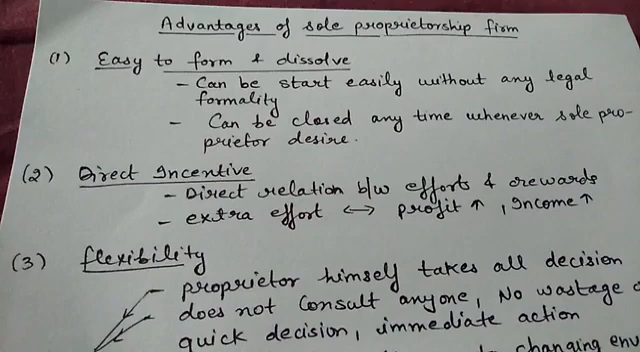 Advantages of sole proprietorship firm
(1) Easy to form & dissolve
- Can be start easily without any legal
formality
- Can be closed any time whenever sole pro-
prietor desire.
(2) Direct Incentive
- Direct relation b/w efforts & rewards
- extra effort ↔ profit ↑, Income ↑
(3) flexibility
proprietor himself takes all decision
does not consult anyone, No wastage
quick decision, immediate action
changing